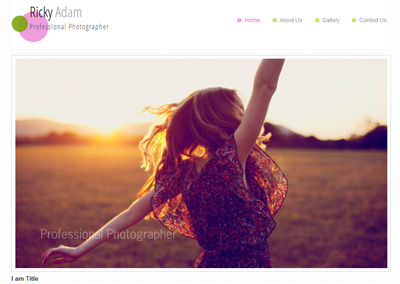 Ricky Adam
Professional Photographer
Home
About Us
Gallery
Contact Us
Professional Photographer
I am Title